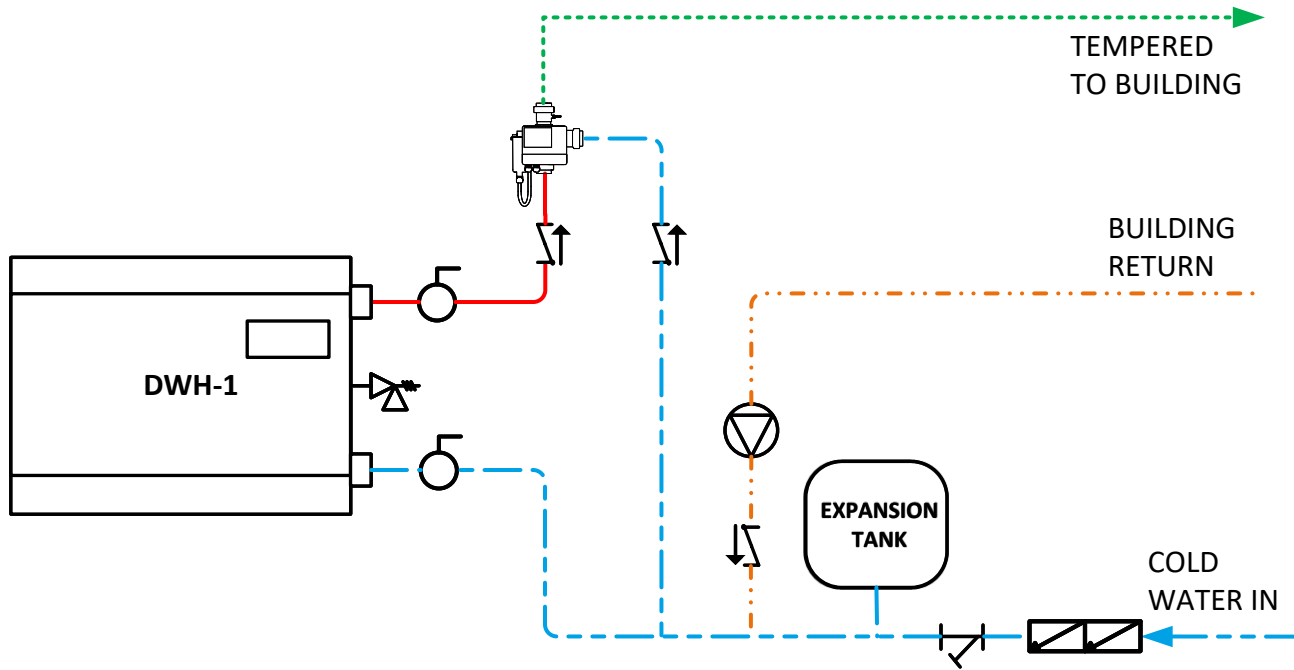 TEMPERED
TO BUILDING
BUILDING
RETURN
DWH-1
EXPANSION
TANK
COLD
WATER IN